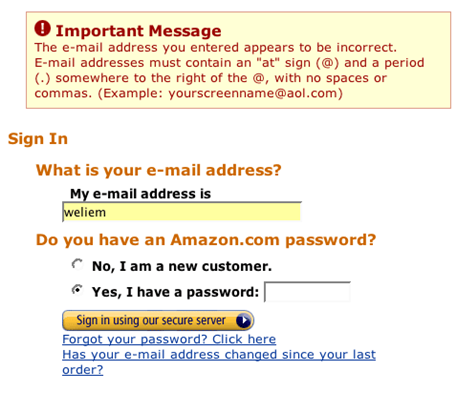 Important Message
The e-mail address you entered appears to be incorrect.
E-mail addresses must contain an "at" sign (@) and a period
(.) somewhere to the right of the @, with no spaces or
commas. (Example: yourscreenname@aol.com)
Sign In
What is your e-mail address?
My e-mail address is
weliem
Do you have an Amazon.com password?
No, I am a new customer.
Yes, I have a password:
Sign in using our secure server
Forgot your password? Click here
Has your e-mail address changed since your last
order?